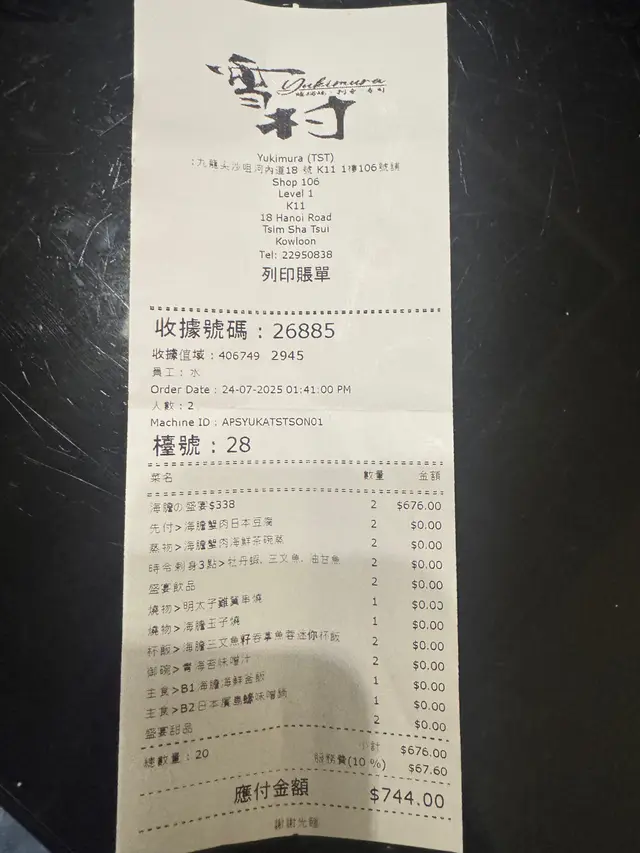 雪村
Yukimura
Yukimura (TST)
:九龍尖沙咀河內道18 號 K11 1樓106號舖
Shop 106
Level 1
K11
18 Hanoi Road
Tsim Sha Tsui
Kowloon
Tel: 22950838
列印賬單
收據號碼 : 26885
收據值域 : 406749 2945
員工 : 水
Order Date : 24-07-2025 01:41:00 PM
人數 : 2
Machine ID : APSYUKATSTSON01
檯號 : 28
菜名 數量 金額
海膽の盛宴$338 2 $676.00
先付>海膽蟹肉日本豆腐 2 $0.00
蒸物>海膽蟹肉海鮮茶碗蒸 2 $0.00
時令刺身3點>牡丹蝦、三文魚、油甘魚 2 $0.00
盛宴飲品 2 $0.00
燒物>明太子雞翼串燒 1 $0.00
燒物>海膽玉子燒 1 $0.00
杯飯>海膽三文魚籽吞拿魚蓉迷你杯飯 2 $0.00
御碗>青海苔味噌汁 2 $0.00
主食>B1海膽海鮮釜飯 1 $0.00
主食>B2日本廣島蠔味噌鍋 1 $0.00
盛宴甜品 2 $0.00
總數量 : 20
小計 $676.00
服務費(10 %) $67.60
應付金額 $744.00
謝謝光臨